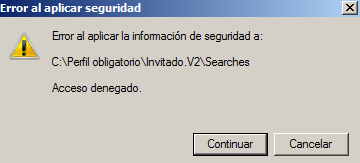 Error al aplicar seguridad
Error al aplicar la información de seguridad a:
C:\Perfil obligatorio\Invitado.V2\Searches
Acceso denegado.
Continuar
Cancelar